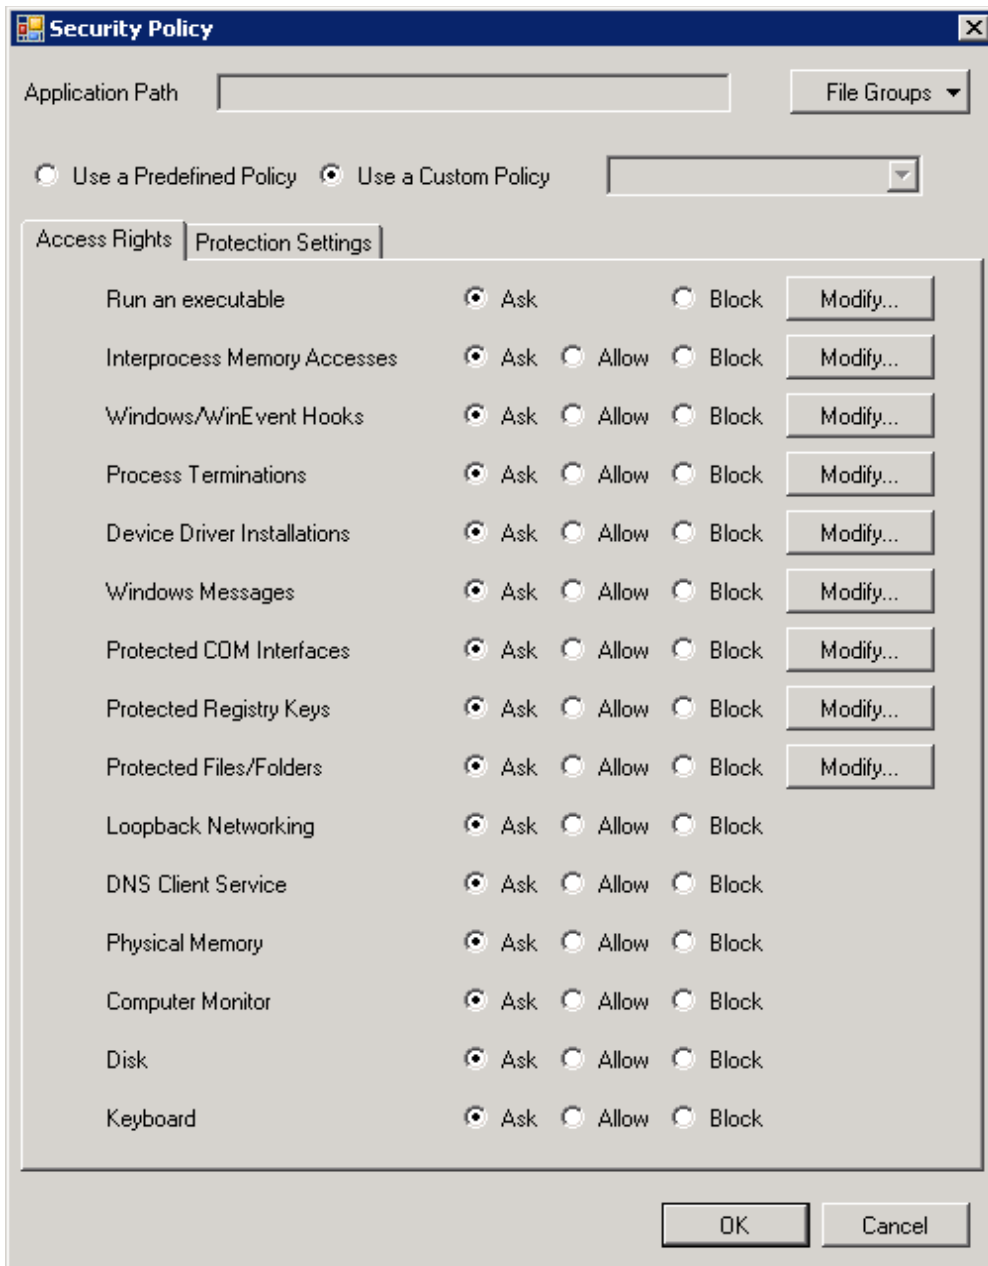 Security Policy
Application Path File Groups
Use a Predefined Policy Use a Custom Policy
Access Rights Protection Settings
Run an executable Ask Block Modify...
Interprocess Memory Accesses Ask Allow Block Modify...
Windows/WinEvent Hooks Ask Allow Block Modify...
Process Terminations Ask Allow Block Modify...
Device Driver Installations Ask Allow Block Modify...
Windows Messages Ask Allow Block Modify...
Protected COM Interfaces Ask Allow Block Modify...
Protected Registry Keys Ask Allow Block Modify...
Protected Files/Folders Ask Allow Block Modify...
Loopback Networking Ask Allow Block
DNS Client Service Ask Allow Block
Physical Memory Ask Allow Block
Computer Monitor Ask Allow Block
Disk Ask Allow Block
Keyboard Ask Allow Block
OK Cancel